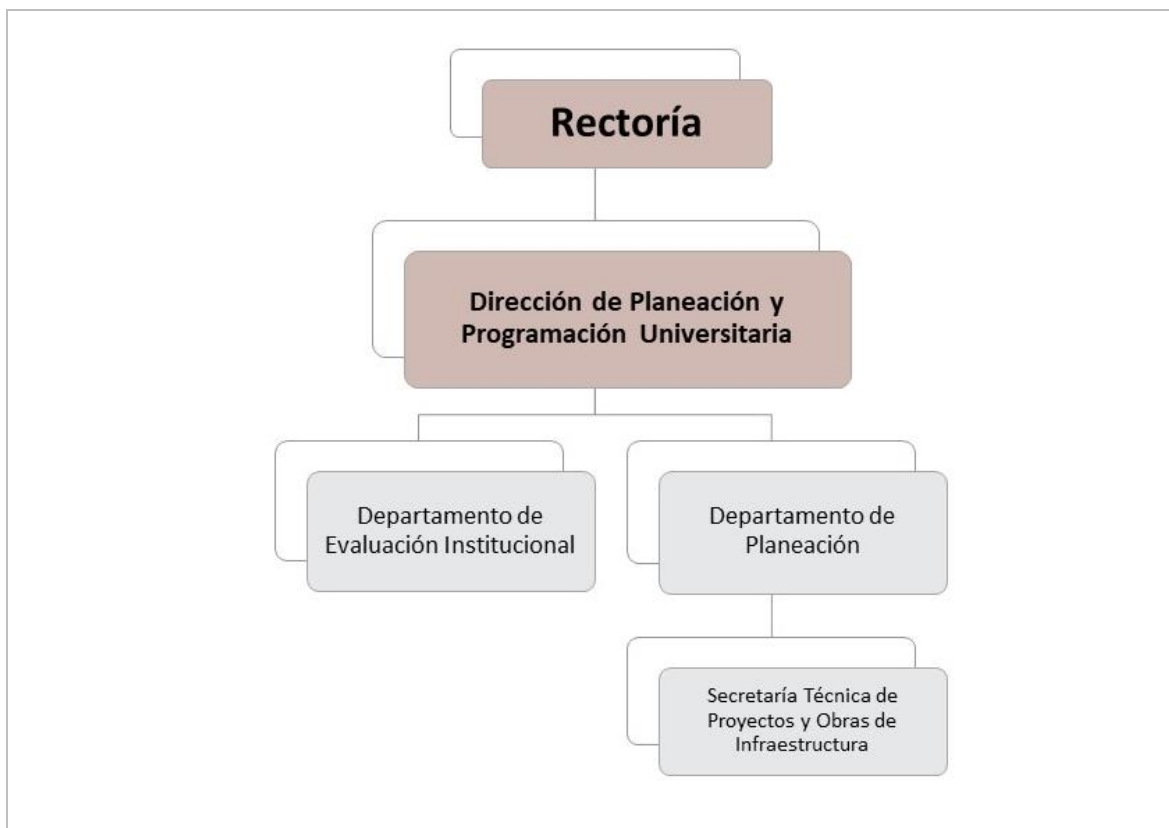 Rectoría
Dirección de Planeación y
Programación Universitaria
Departamento de
Evaluación Institucional
Departamento de
Planeación
Secretaría Técnica de
Proyectos y Obras de
Infraestructura